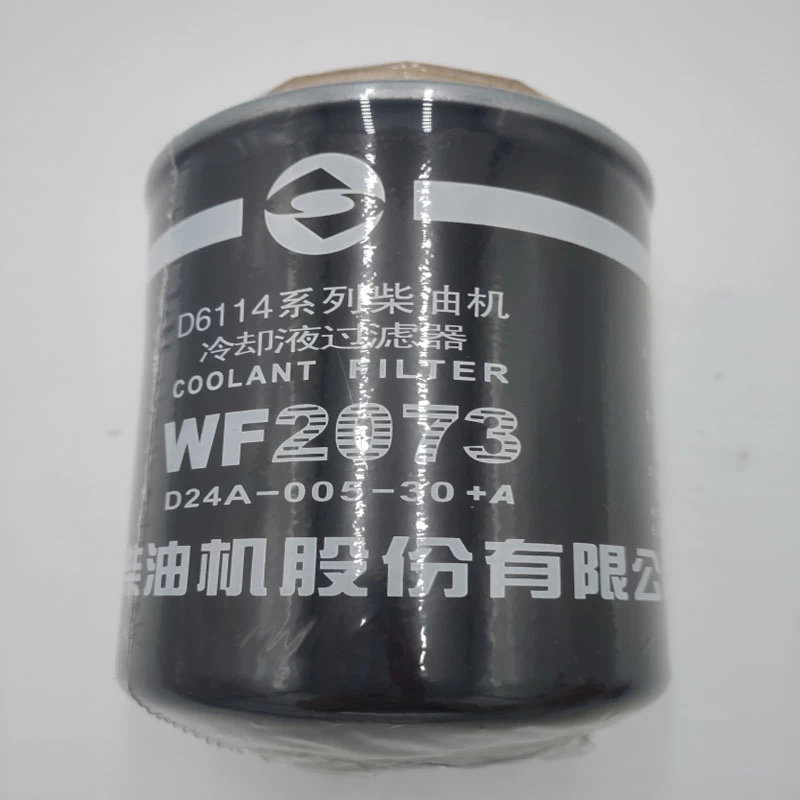 D6114系列柴油机
冷却液过滤器
COOLANT FILTER
WF2073
D24A-005-30+A
柴油机股份有限公